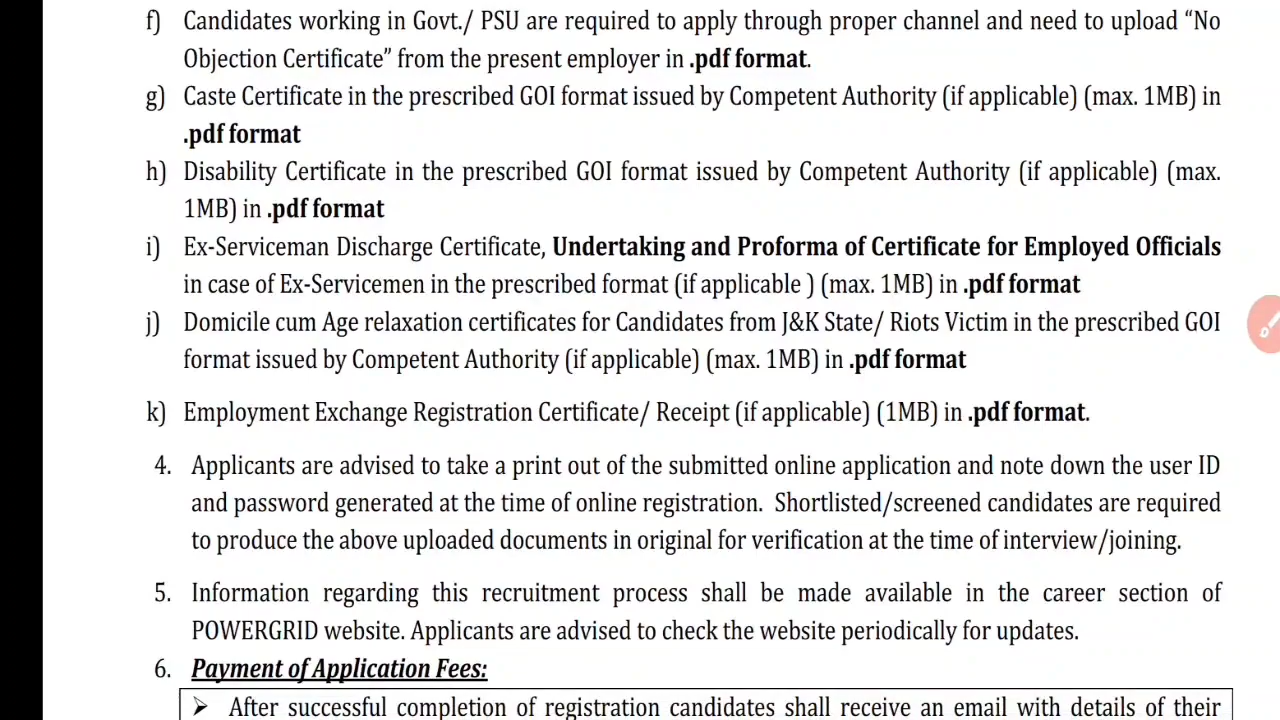 f) Candidates working in Govt./ PSU are required to apply through proper channel and need to upload “No
Objection Certificate” from the present employer in .pdf format.
g) Caste Certificate in the prescribed GOI format issued by Competent Authority (if applicable) (max. 1MB) in
.pdf format
h) Disability Certificate in the prescribed GOI format issued by Competent Authority (if applicable) (max.
1MB) in .pdf format
i) Ex-Serviceman Discharge Certificate, Undertaking and Proforma of Certificate for Employed Officials
in case of Ex-Servicemen in the prescribed format (if applicable ) (max. 1MB) in .pdf format
j) Domicile cum Age relaxation certificates for Candidates from J&K State/ Riots Victim in the prescribed GOI
format issued by Competent Authority (if applicable) (max. 1MB) in .pdf format
k) Employment Exchange Registration Certificate/ Receipt (if applicable) (1MB) in .pdf format.
4. Applicants are advised to take a print out of the submitted online application and note down the user ID
and password generated at the time of online registration. Shortlisted/screened candidates are required
to produce the above uploaded documents in original for verification at the time of interview/joining.
5. Information regarding this recruitment process shall be made available in the career section of
POWERGRID website. Applicants are advised to check the website periodically for updates.
6. Payment of Application Fees:
➢ After successful completion of registration candidates shall receive an email with details of their